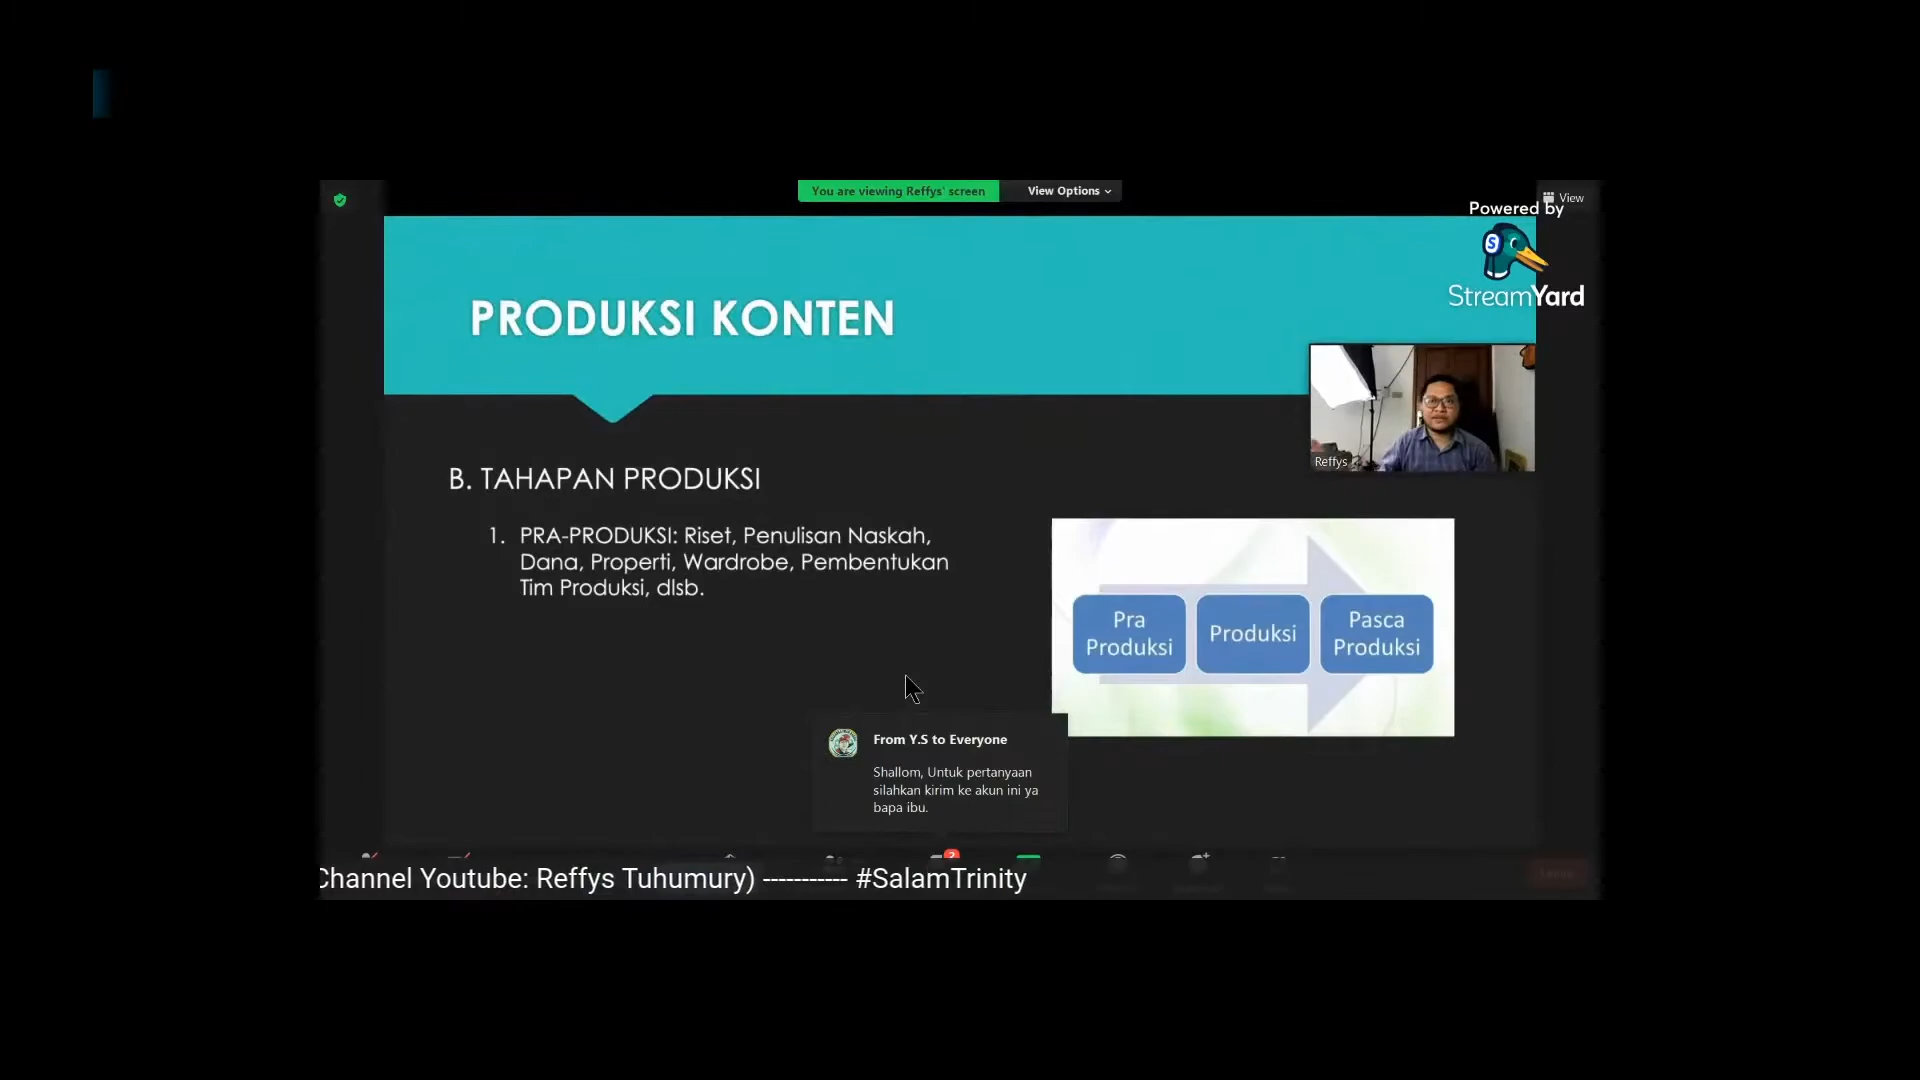 You are viewing Reffys' screen
View Options
View
Powered by
S
StreamYard
PRODUKSI KONTEN
Reffys
B. TAHAPAN PRODUKSI
1. PRA-PRODUKSI: Riset, Penulisan Naskah,
Dana, Properti, Wardrobe, Pembentukan
Tim Produksi, dlsb.
Pra
Produksi
Produksi
Pasca
Produksi
From Y.S to Everyone
Shallom, Untuk pertanyaan
silahkan kirim ke akun ini ya
bapa ibu.
Channel Youtube: Reffys Tuhumury) ----------- #SalamTrinity